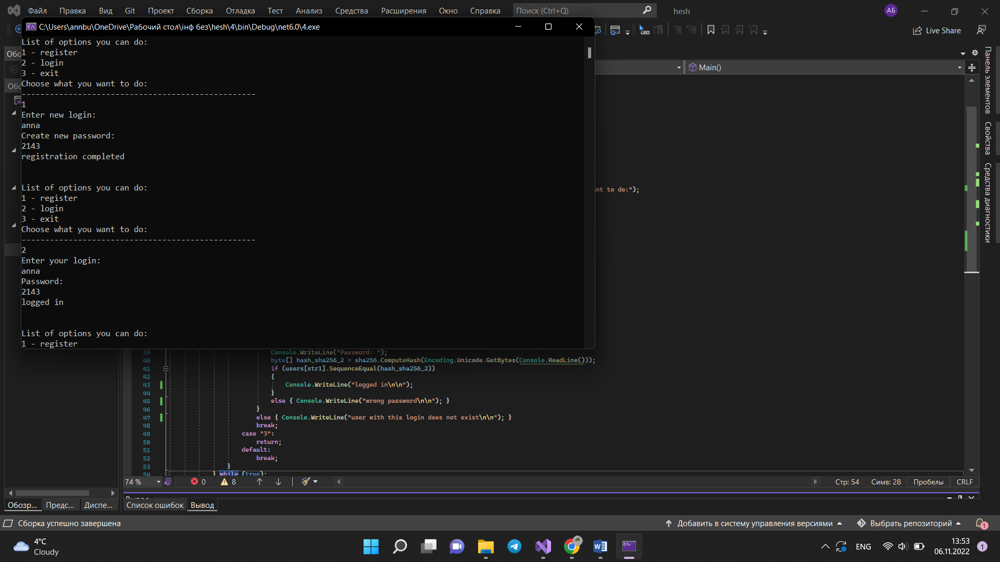 Файл Правка Вид Git Проект Сборка Отладка Тест Анализ Средства Расширения Окно Справка Поиск (Ctrl+Q) hesh АБ
C:\Users\annbu\OneDrive\Рабочий стол\інф без\hesh\4\bin\Debug\net6.0\4.exe
Live Share
List of options you can do:
1 - register
2 - login
3 - exit
Choose what you want to do:
--------------------------------------------------
1
Enter new login:
anna
Create new password:
2143
registration completed
List of options you can do:
1 - register
2 - login
3 - exit
Choose what you want to do:
--------------------------------------------------
2
Enter your login:
anna
Password:
2143
logged in
List of options you can do:
1 - register
Main()
to do:");
Панель элементов
Свойства
Средства диагностики
39 Console.WriteLine("Password: ");
40 byte[] hash_sha256_2 = sha256.ComputeHash(Encoding.Unicode.GetBytes(Console.ReadLine()));
41 if (users[str1].SequenceEqual(hash_sha256_2))
42 {
43 Console.WriteLine("logged in\n\n");
44 }
45 else { Console.WriteLine("wrong password\n\n"); }
46 }
47 else { Console.WriteLine("user with this login does not exist\n\n"); }
48 break;
49 case "3":
50 return;
51 default:
52 break;
53 }
54 } while (true);
74 % 0 8 Стр: 54 Симв: 28 Пробелы CRLF
Вывод
Обозр... Предс... Диспе... Список ошибок Вывод
Сборка успешно завершена Добавить в систему управления версиями Выбрать репозиторий 1
4°C
Cloudy
ENG
13:53
06.11.2022
1